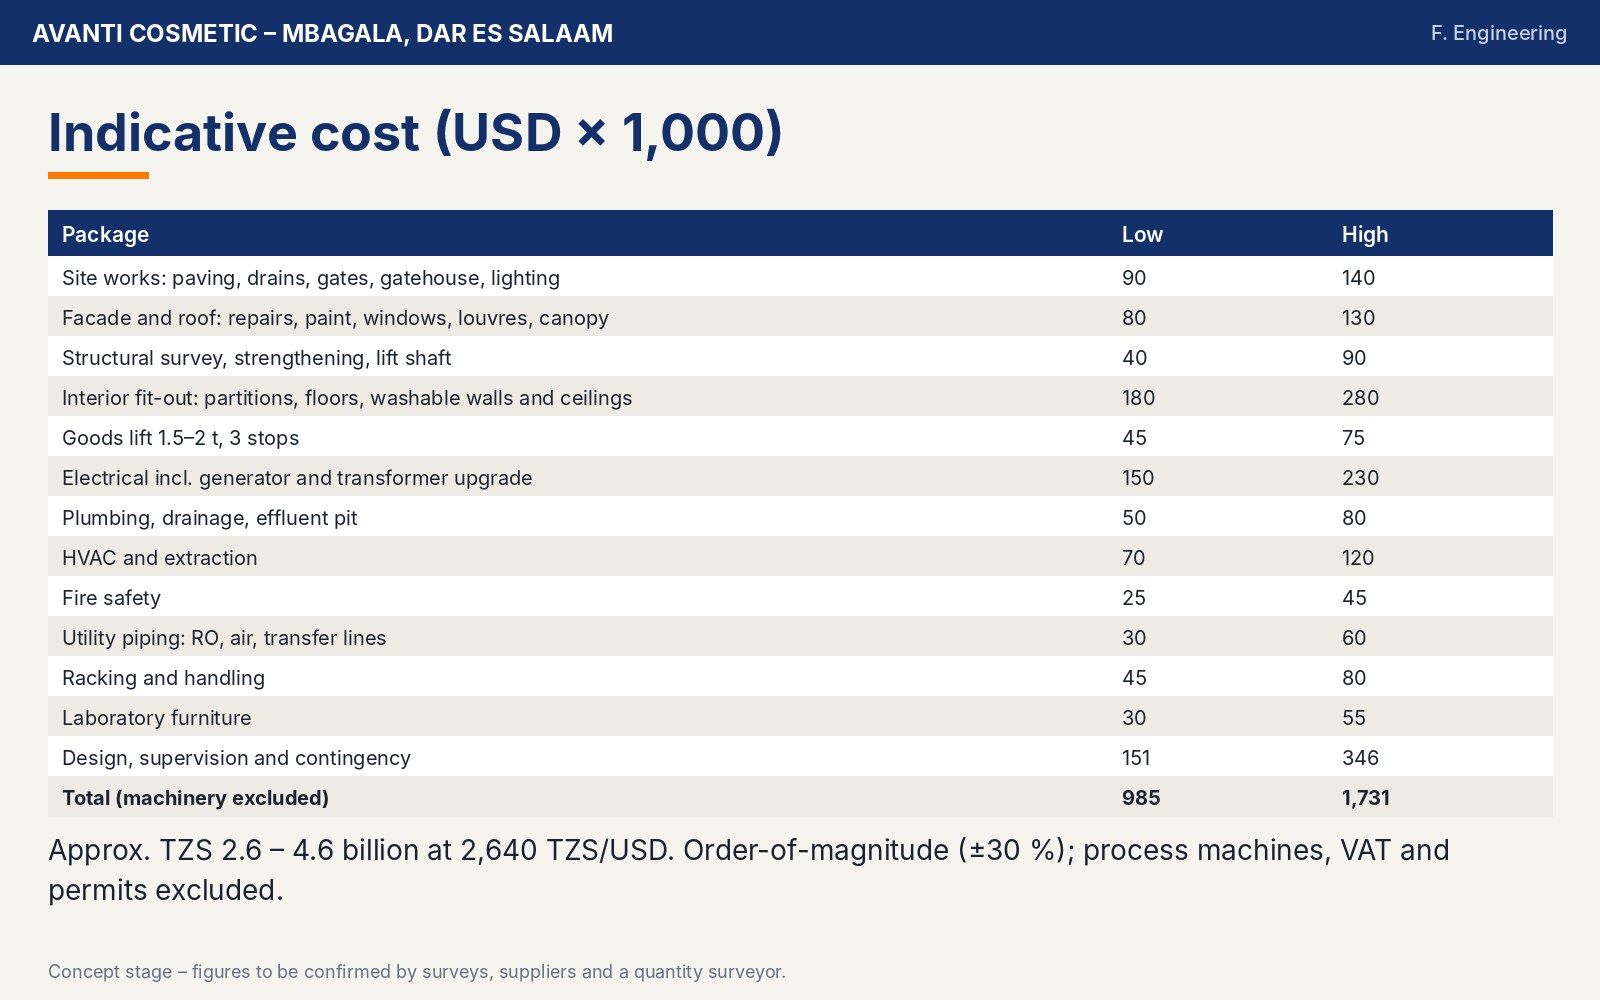 AVANTI COSMETIC – MBAGALA, DAR ES SALAAM
F. Engineering
Indicative cost (USD × 1,000)
Package Low High
Site works: paving, drains, gates, gatehouse, lighting 90 140
Facade and roof: repairs, paint, windows, louvres, canopy 80 130
Structural survey, strengthening, lift shaft 40 90
Interior fit-out: partitions, floors, washable walls and ceilings 180 280
Goods lift 1.5–2 t, 3 stops 45 75
Electrical incl. generator and transformer upgrade 150 230
Plumbing, drainage, effluent pit 50 80
HVAC and extraction 70 120
Fire safety 25 45
Utility piping: RO, air, transfer lines 30 60
Racking and handling 45 80
Laboratory furniture 30 55
Design, supervision and contingency 151 346
Total (machinery excluded) 985 1,731
Approx. TZS 2.6 – 4.6 billion at 2,640 TZS/USD. Order-of-magnitude (±30 %); process machines, VAT and
permits excluded.
Concept stage – figures to be confirmed by surveys, suppliers and a quantity surveyor.